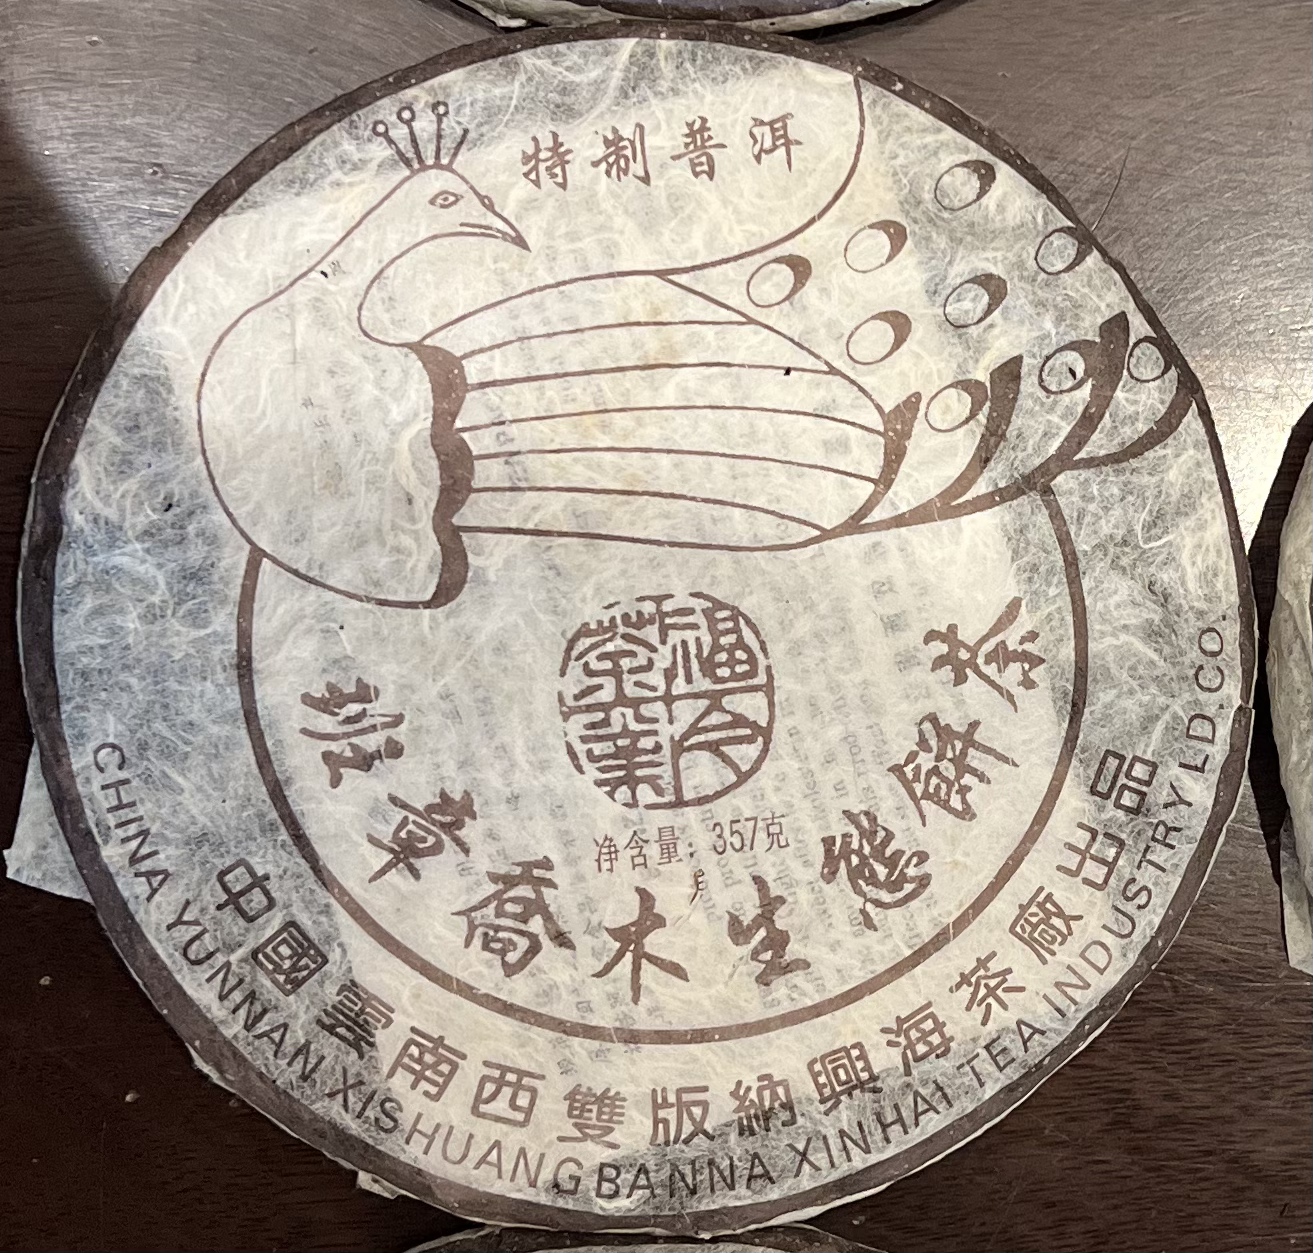 特制普洱
福今茶業
净含量：357克
班章喬木生態餅茶
中國雲南西雙版納興海茶廠出品
CHINA YUNNAN XISHUANGBANNA XINHAI TEA INDUSTRY LD.CO.